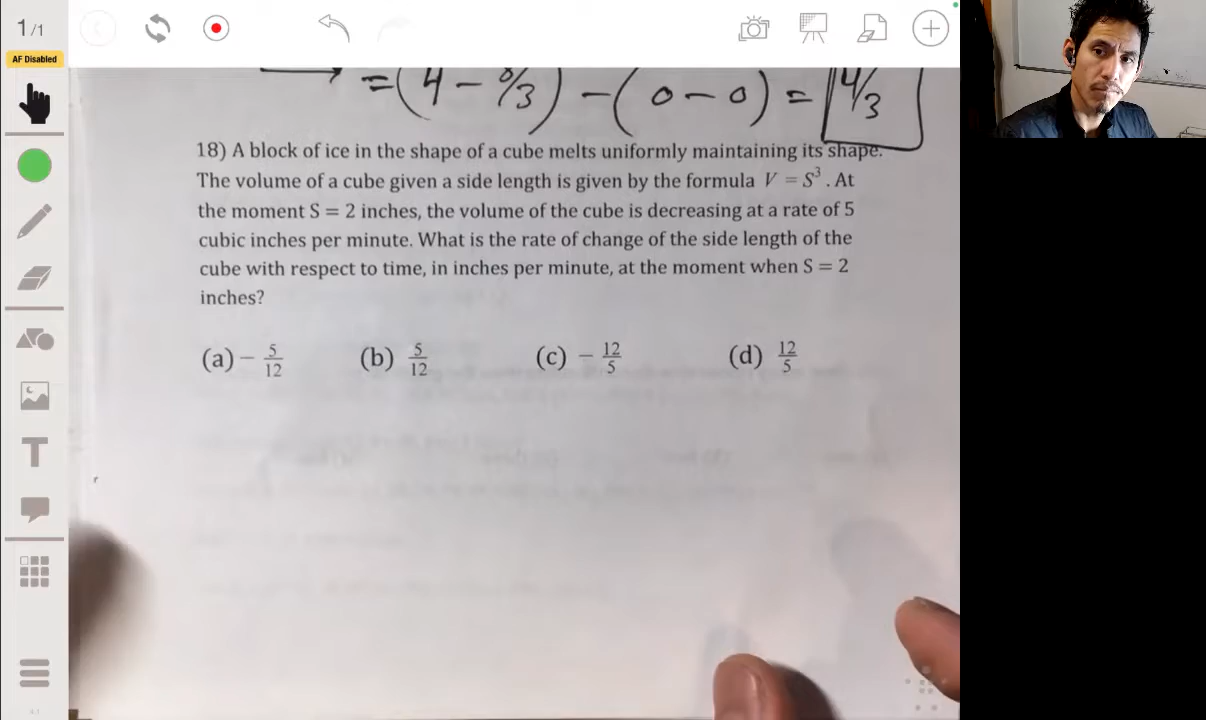 1/1
AF Disabled
= (4 - 8/3) - (0 - 0) = 4/3
18) A block of ice in the shape of a cube melts uniformly maintaining its shape.
The volume of a cube given a side length is given by the formula V = S³. At
the moment S = 2 inches, the volume of the cube is decreasing at a rate of 5
cubic inches per minute. What is the rate of change of the side length of the
cube with respect to time, in inches per minute, at the moment when S = 2
inches?
(a) − 5/12 (b) 5/12 (c) − 12/5 (d) 12/5
T